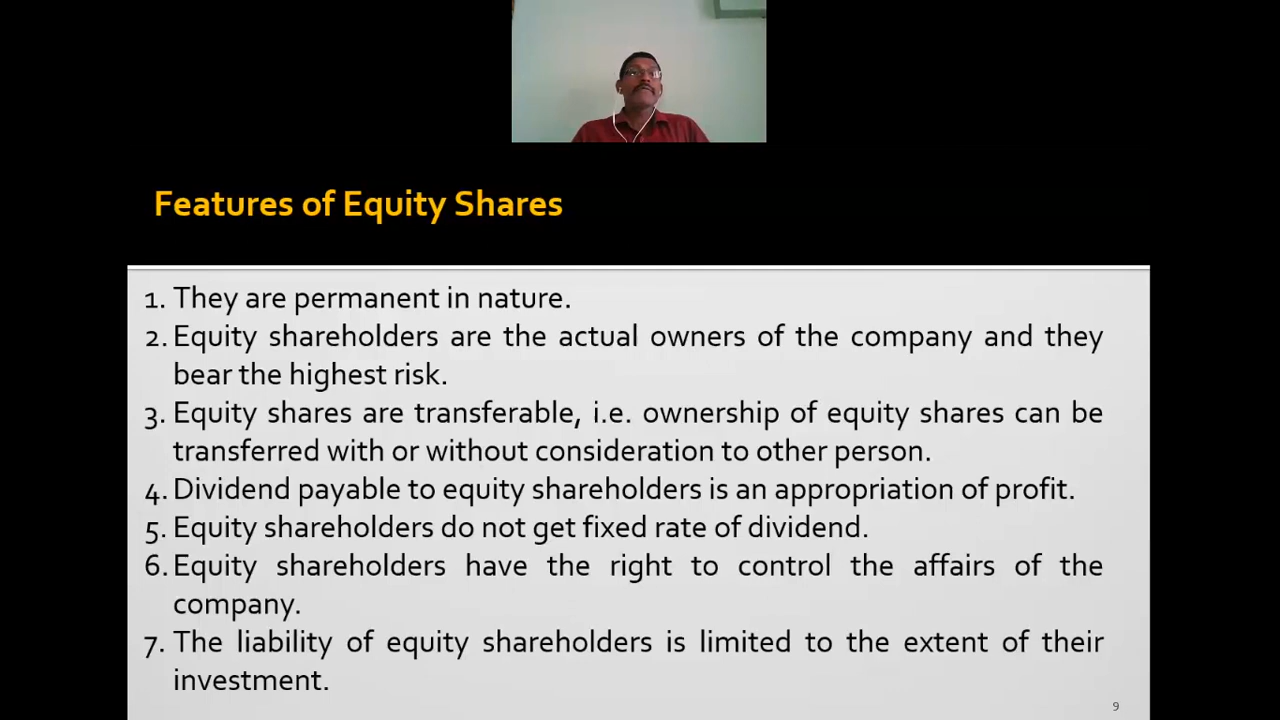 Features of Equity Shares
1. They are permanent in nature.
2. Equity shareholders are the actual owners of the company and they
bear the highest risk.
3. Equity shares are transferable, i.e. ownership of equity shares can be
transferred with or without consideration to other person.
4. Dividend payable to equity shareholders is an appropriation of profit.
5. Equity shareholders do not get fixed rate of dividend.
6. Equity shareholders have the right to control the affairs of the
company.
7. The liability of equity shareholders is limited to the extent of their
investment.
9